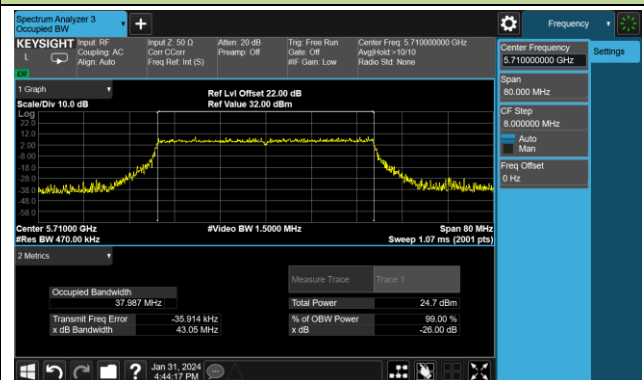 Spectrum Analyzer 3
Occupied BW
Frequency
KEYSIGHT
L
Input: RF
Coupling: AC
Align: Auto
Input Z: 50 Ω
Corr CCorr
Freq Ref: Int (S)
Atten: 20 dB
Preamp: Off
Trig: Free Run
Gate: Off
#IF Gain: Low
Center Freq: 5.710000000 GHz
Avg|Hold:>10/10
Radio Std: None
Center Frequency
5.710000000 GHz
Settings
Span
80.000 MHz
CF Step
8.000000 MHz
Auto
Man
Freq Offset
0 Hz
1 Graph
Scale/Div 10.0 dB
Ref Lvl Offset 22.00 dB
Ref Value 32.00 dBm
Log
22.0
12.0
2.00
-8.00
-18.0
-28.0
-38.0
-48.0
-58.0
Center 5.71000 GHz
#Video BW 1.5000 MHz
Span 80 MHz
#Res BW 470.00 kHz
Sweep 1.07 ms (2001 pts)
2 Metrics
Measure Trace
Trace 1
Occupied Bandwidth
37.987 MHz
Total Power
24.7 dBm
Transmit Freq Error
-35.914 kHz
% of OBW Power
99.00 %
x dB Bandwidth
43.05 MHz
x dB
-26.00 dB
?
Jan 31, 2024
4:44:17 PM